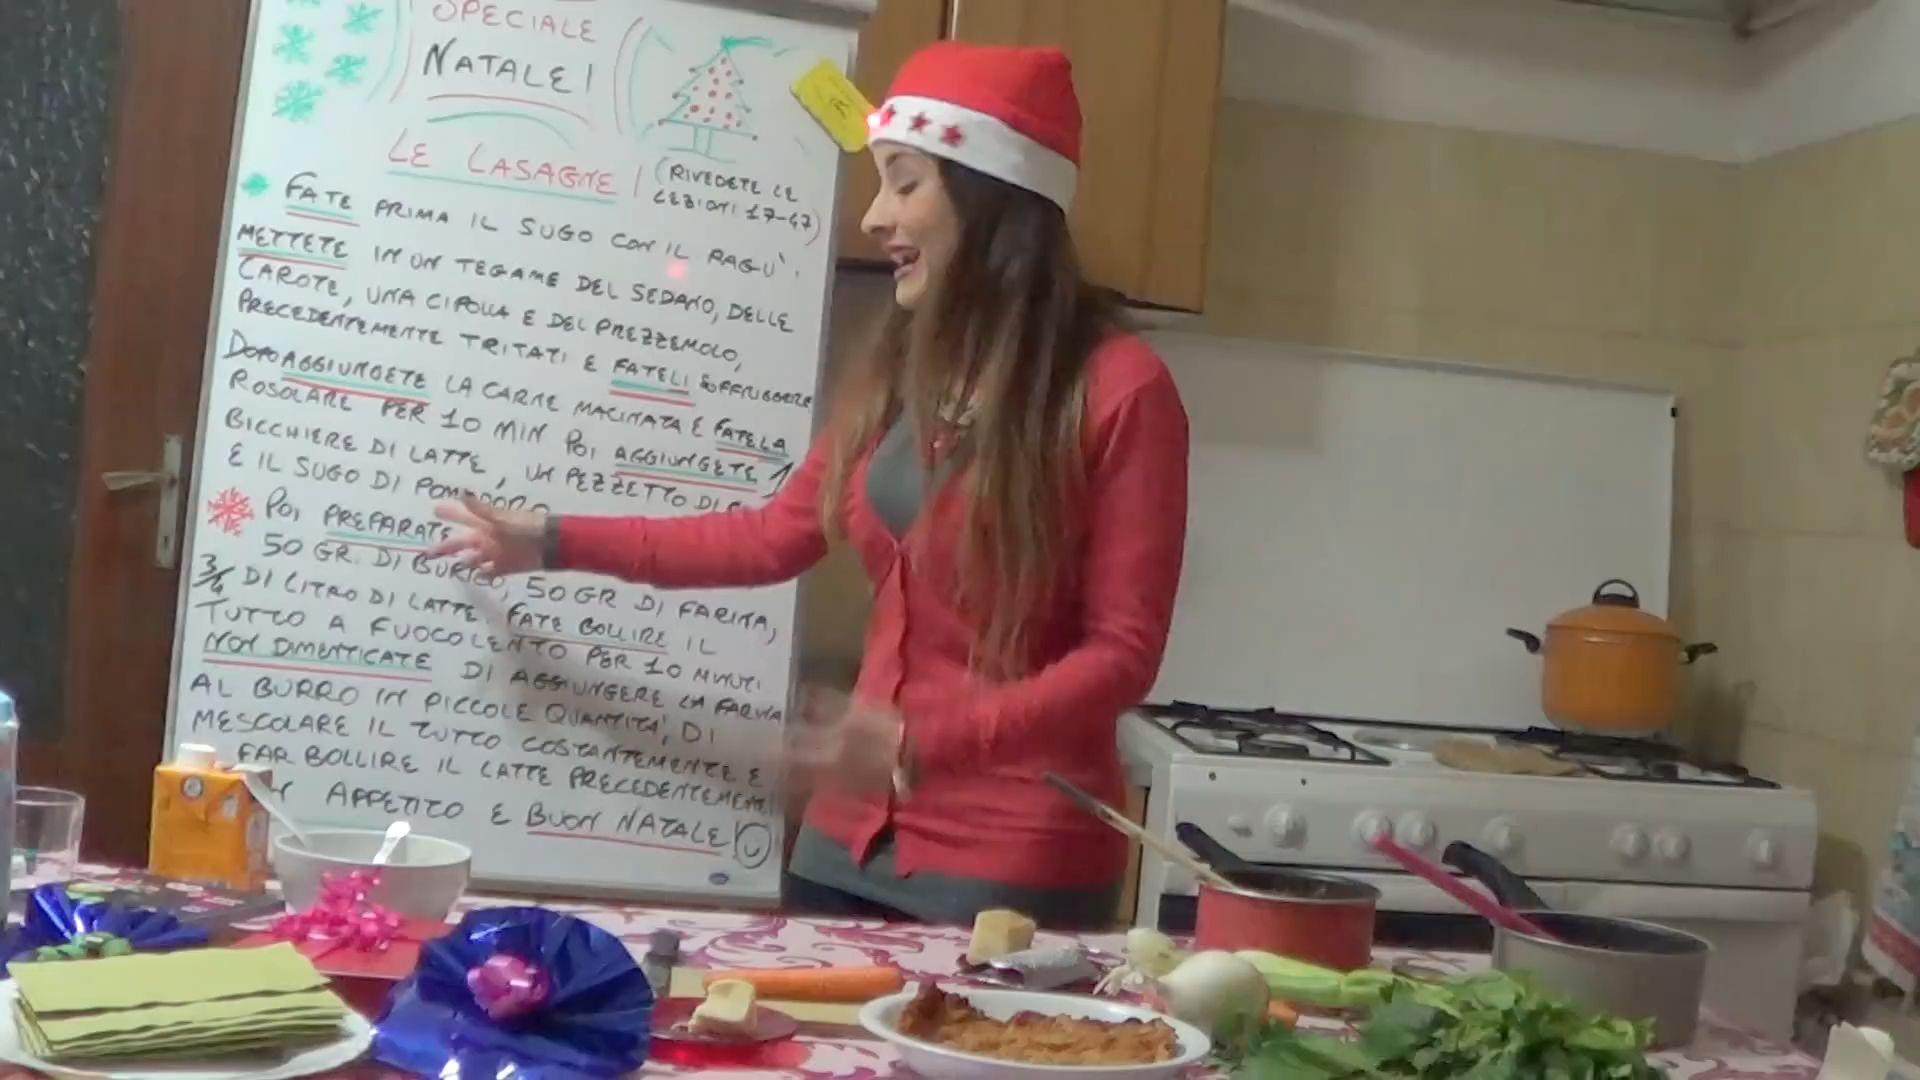 SPECIALE
NATALE!
LE LASAGNE!
(RIVEDETE LE
LEZIONI 17-47)
FATE PRIMA IL SUGO CON IL RAGÙ.
METTETE IN UN TEGAME DEL SEDANO, DELLE
CAROTE, UNA CIPOLLA E DEL PREZZEMOLO,
PRECEDENTEMENTE TRITATI E FATELI SOFFRIGGERE
DOPO AGGIUNGETE LA CARNE MACINATA E FATELA
ROSOLARE PER 10 MIN POI AGGIUNGETE 1
BICCHIERE DI LATTE, UN PEZZETTO DI
E IL SUGO DI POMODORO
POI PREPARATE
50 GR. DI BURRO, 50 GR DI FARINA,
3/4 DI LITRO DI LATTE. FATE BOLLIRE IL
TUTTO A FUOCO LENTO PER 10 MINUTI.
NON DIMENTICATE DI AGGIUNGERE LA FARINA
AL BURRO IN PICCOLE QUANTITÀ, DI
MESCOLARE IL TUTTO COSTANTEMENTE E
FAR BOLLIRE IL LATTE PRECEDENTEMENTE
APPETITO E BUON NATALE!